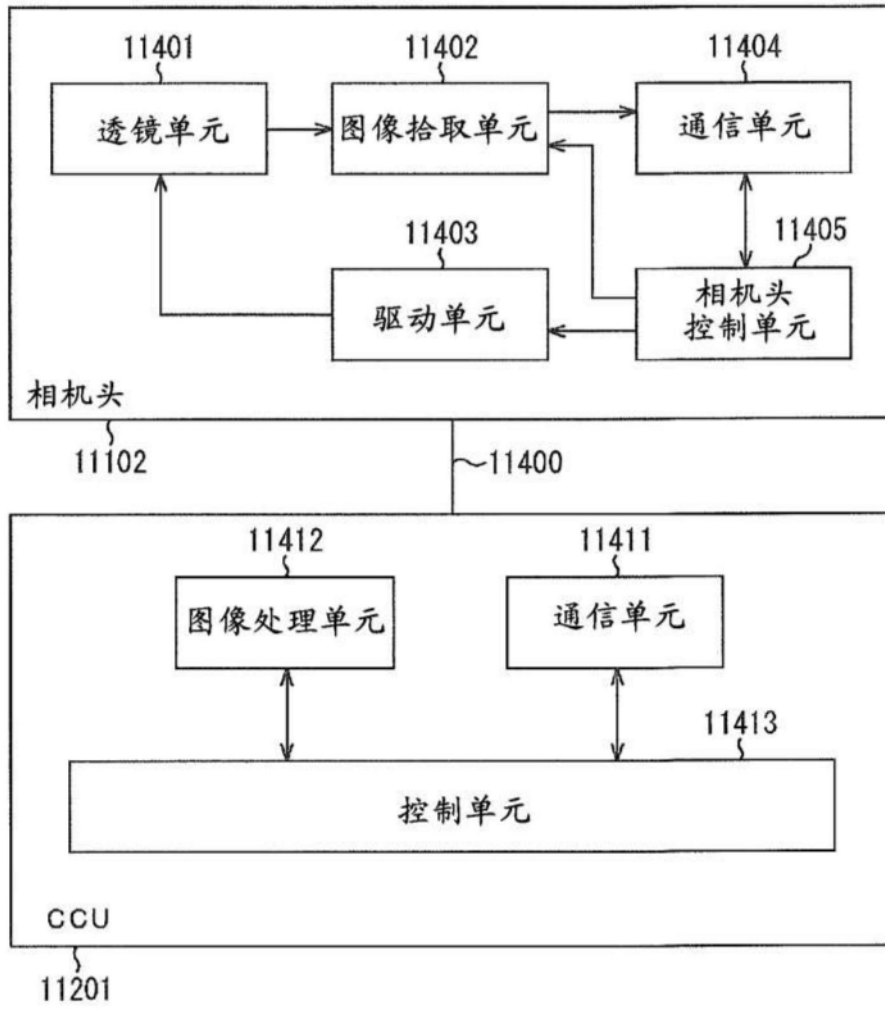 11401
11402
11404
透镜单元
图像拾取单元
通信单元
11403
11405
驱动单元
相机头
控制单元
相机头
11102
11400
11412
11411
图像处理单元
通信单元
11413
控制单元
CCU
11201